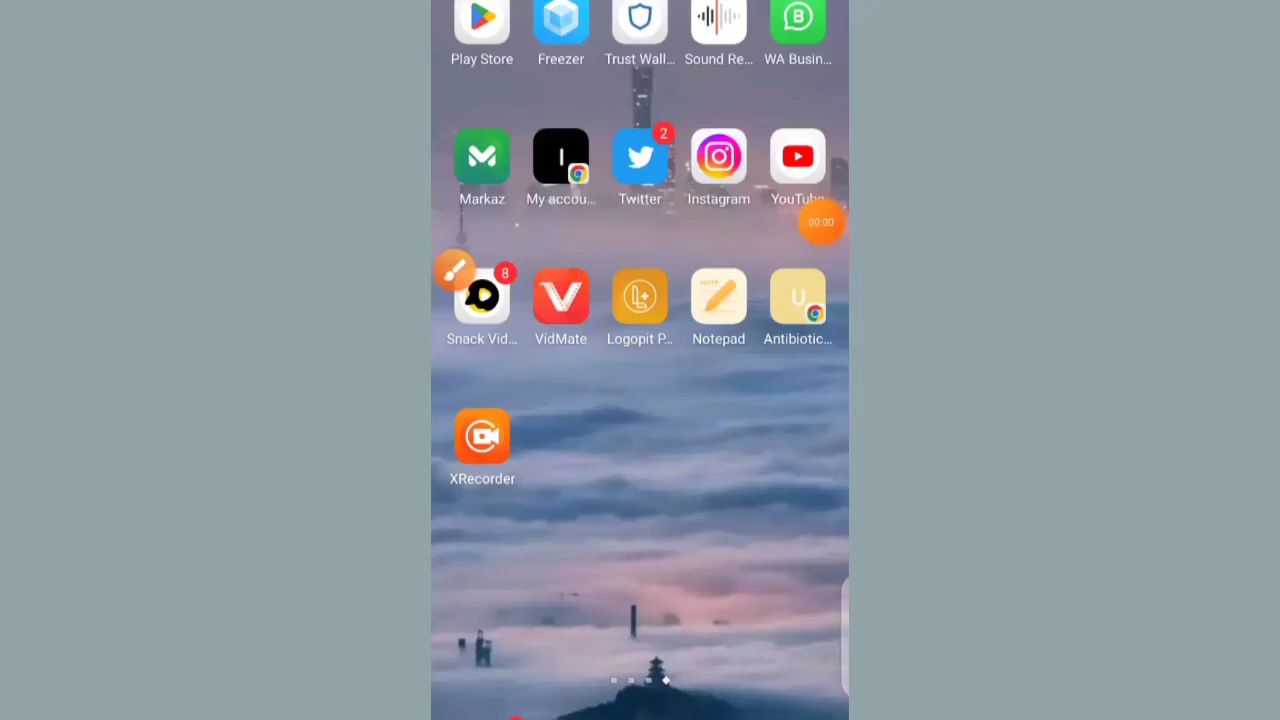 Play Store Freezer Trust Wall... Sound Re... WA Busin...
B
2
I
Markaz My accou... Twitter Instagram YouTube
00:00
8
NOTE
U
Snack Vid... VidMate Logopit P... Notepad Antibiotic...
XRecorder